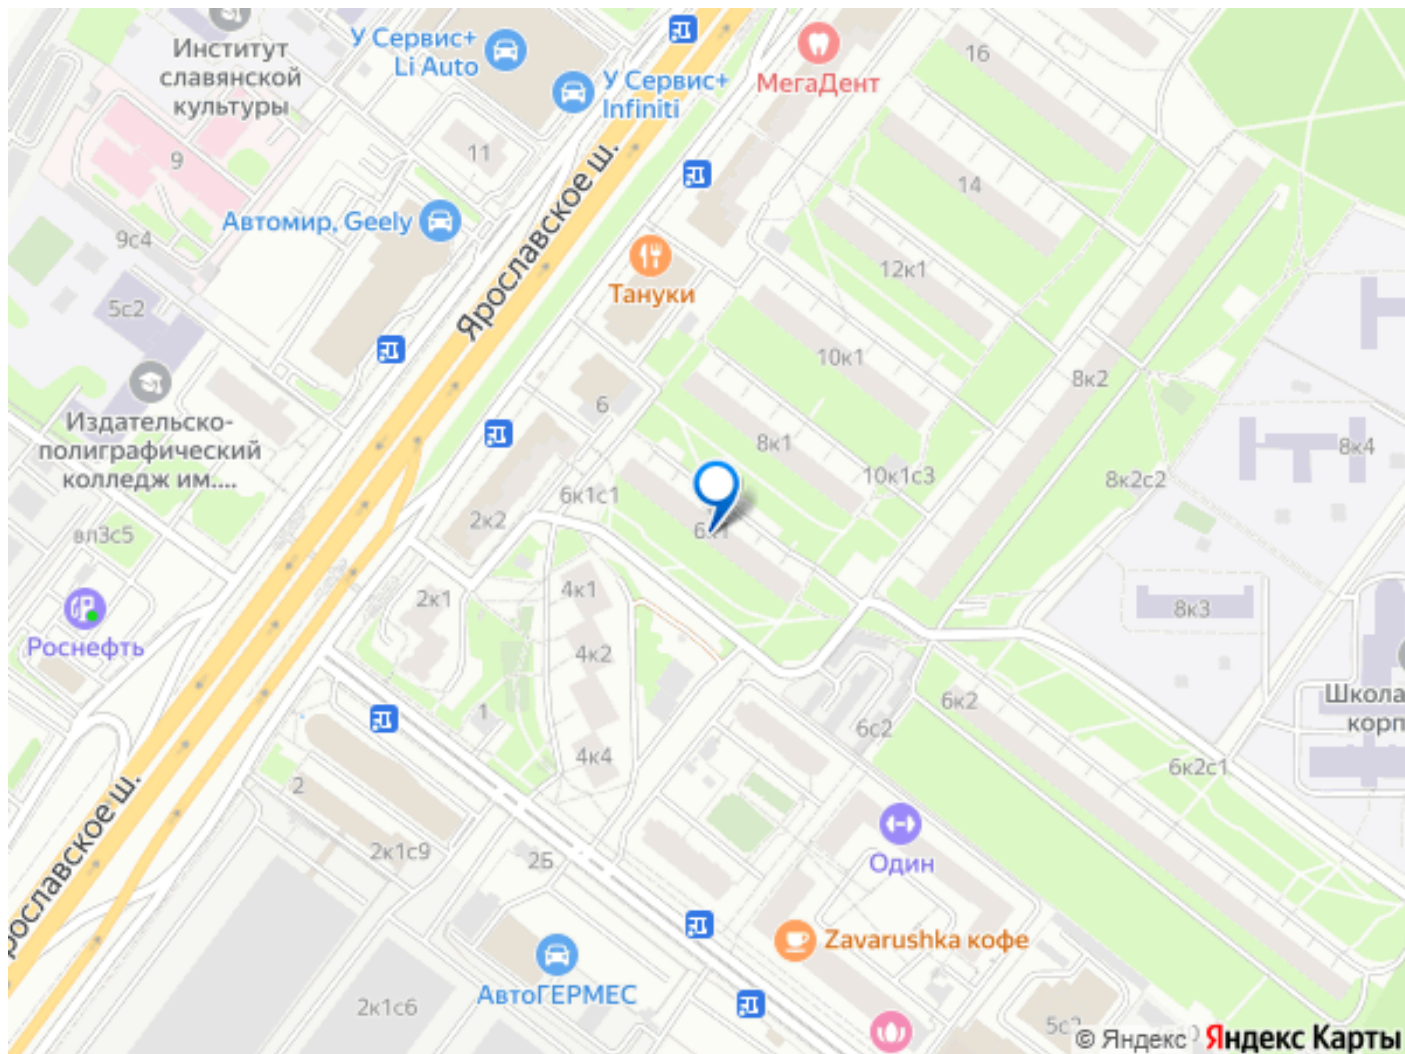 Институт
славянской
культуры
У Сервис+
Li Auto
У Сервис+
Infiniti
МегаДент
16
11
9
14
Ярославское ш.
Автомир, Geely
9с4
12к1
Тануки
5с2
10к1
8к2
6
Издательско-
полиграфический
колледж им....
8к1
8к4
10к1с3
8к2с2
6к1с1
2к2
вл3с5
4к1
2к1
8к3
Роснефть
4к2
6к2
Школа
корп
1
6с2
4к4
6к2с1
2
Ярославское ш.
2к1с9
2Б
Один
Zavarushka кофе
АвтоГЕРМЕС
2к1с6
© Яндекс
Яндекс Карты